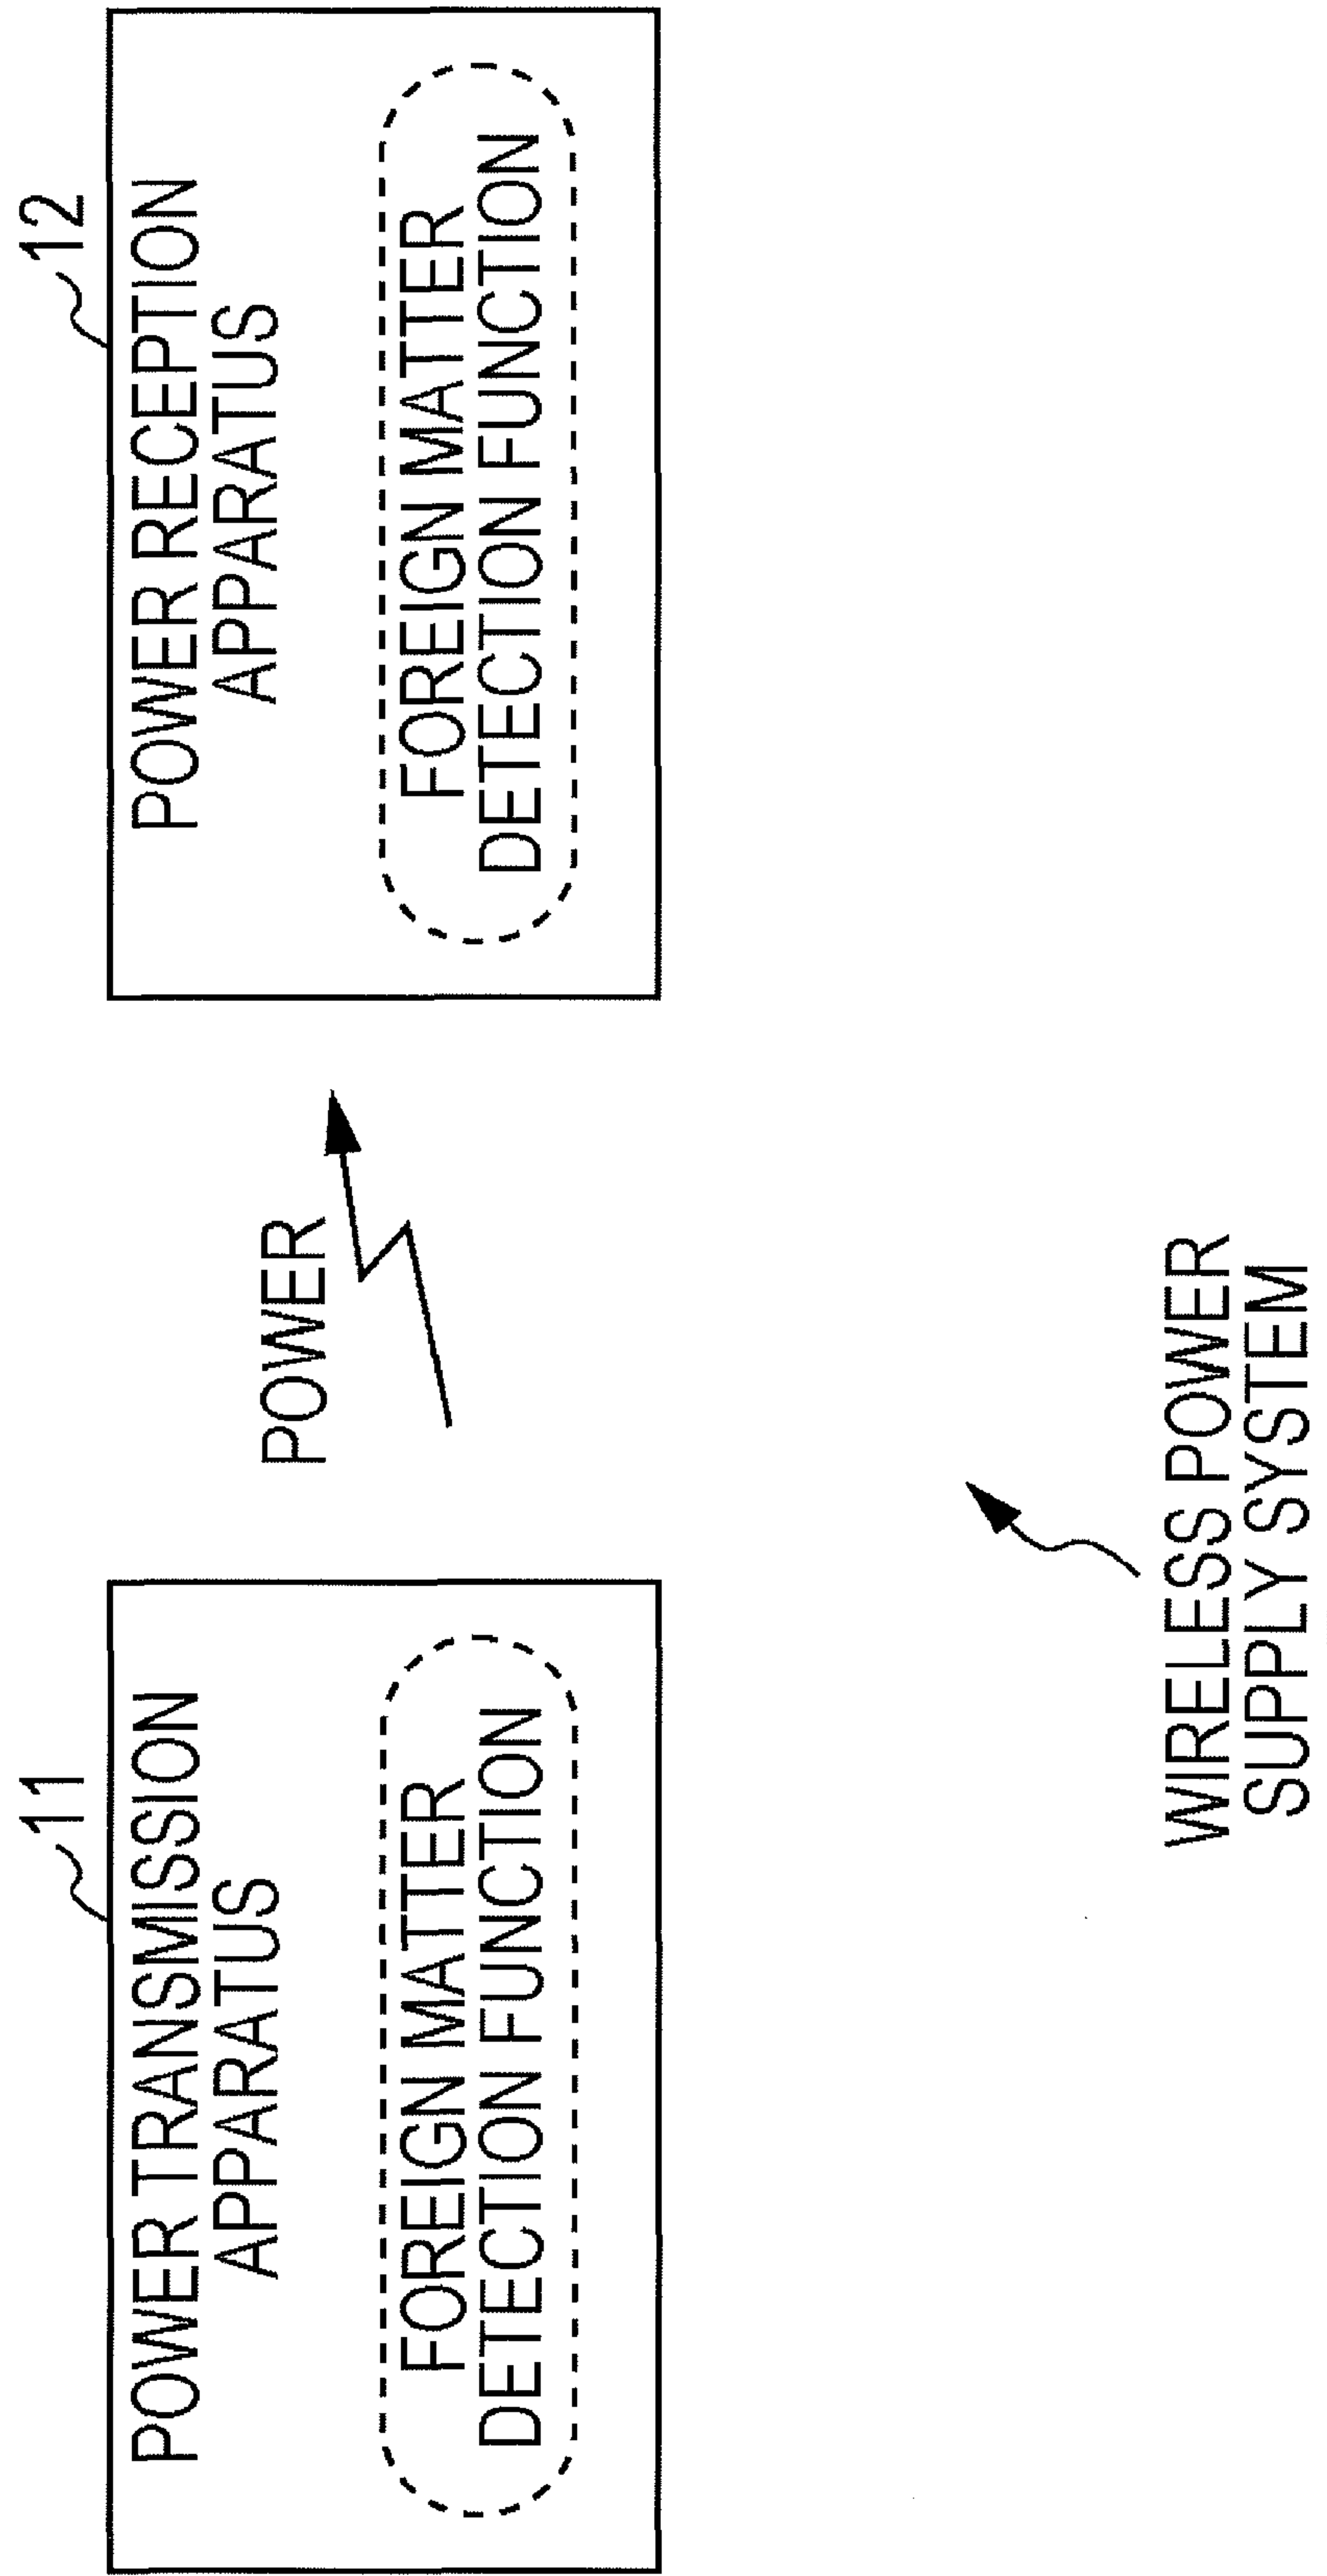 11
POWER TRANSMISSION
APPARATUS
FOREIGN MATTER
DETECTION FUNCTION
POWER
12
POWER RECEPTION
APPARATUS
FOREIGN MATTER
DETECTION FUNCTION
WIRELESS POWER
SUPPLY SYSTEM